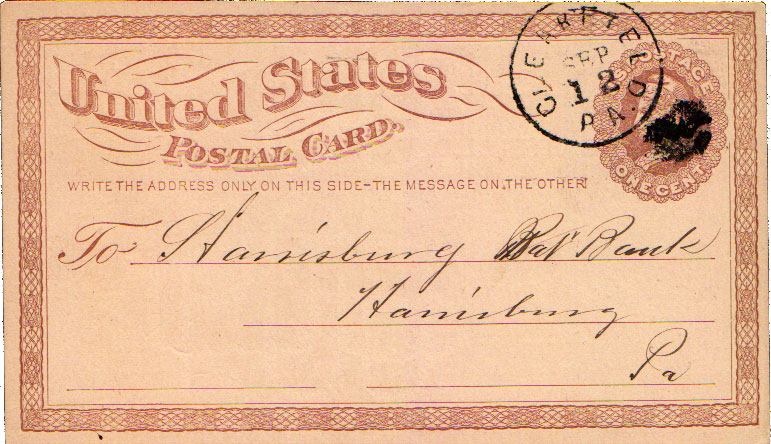 United States
POSTAL CARD.
CLEARFIELD
SEP
12
PA.
U.S. POSTAGE
ONE CENT
WRITE THE ADDRESS ONLY ON THIS SIDE-THE MESSAGE ON THE OTHER
To Harrisburg Nat Bank
Harrisburg
Pa